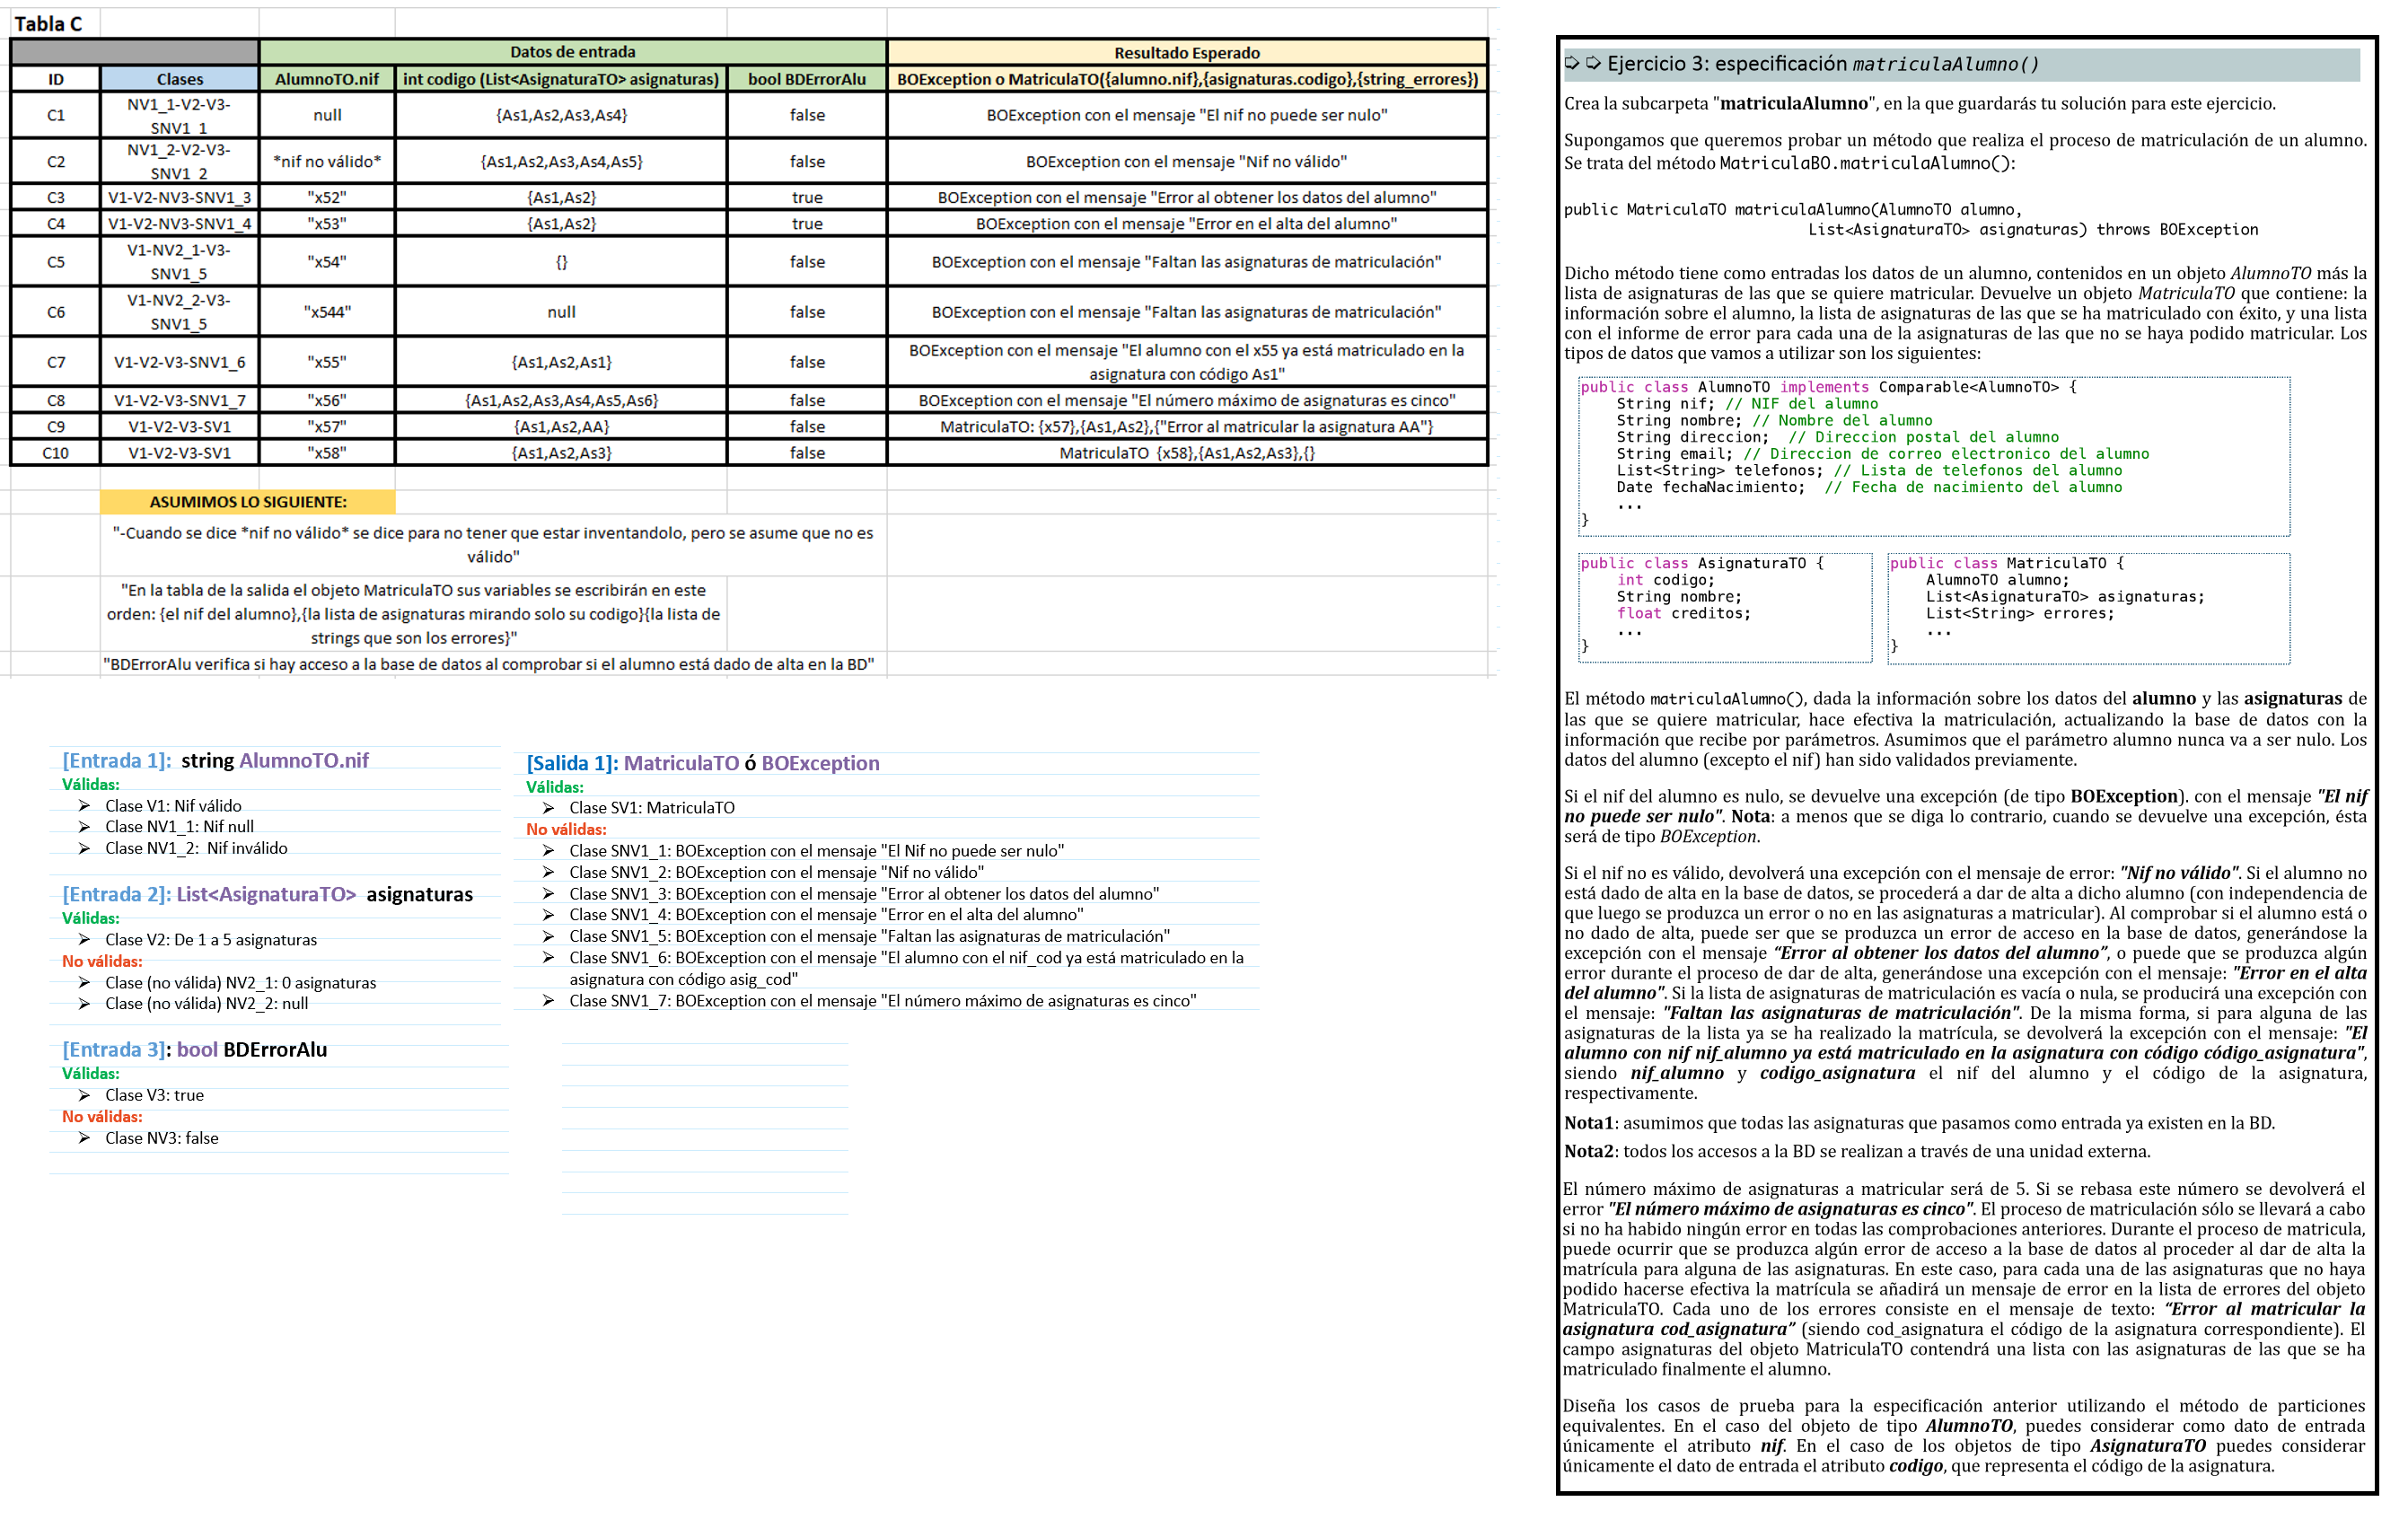 Tabla C
Datos de entrada
Resultado Esperado
ID
Clases
AlumnoTO.nif
int codigo (List<AsignaturaTO> asignaturas)
bool BDErrorAlu
BOException o MatriculaTO({alumno.nif},{asignaturas.codigo},{string_errores})
C1
NV1_1-V2-V3-
SNV1_1
null
{As1,As2,As3,As4}
false
BOException con el mensaje "El nif no puede ser nulo"
C2
NV1_2-V2-V3-
SNV1_2
*nif no válido*
{As1,As2,As3,As4,As5}
false
BOException con el mensaje "Nif no válido"
C3
V1-V2-NV3-SNV1_3
"x52"
{As1,As2}
true
BOException con el mensaje "Error al obtener los datos del alumno"
C4
V1-V2-NV3-SNV1_4
"x53"
{As1,As2}
true
BOException con el mensaje "Error en el alta del alumno"
C5
V1-NV2_1-V3-
SNV1_5
"x54"
{}
false
BOException con el mensaje "Faltan las asignaturas de matriculación"
C6
V1-NV2_2-V3-
SNV1_5
"x544"
null
false
BOException con el mensaje "Faltan las asignaturas de matriculación"
C7
V1-V2-V3-SNV1_6
"x55"
{As1,As2,As1}
false
BOException con el mensaje "El alumno con el x55 ya está matriculado en la
asignatura con código As1"
C8
V1-V2-V3-SNV1_7
"x56"
{As1,As2,As3,As4,As5,As6}
false
BOException con el mensaje "El número máximo de asignaturas es cinco"
C9
V1-V2-V3-SV1
"x57"
{As1,As2,AA}
false
MatriculaTO: {x57},{As1,As2},{"Error al matricular la asignatura AA"}
C10
V1-V2-V3-SV1
"x58"
{As1,As2,As3}
false
MatriculaTO {x58},{As1,As2,As3},{}
ASUMIMOS LO SIGUIENTE:
"-Cuando se dice *nif no válido* se dice para no tener que estar inventandolo, pero se asume que no es
válido"
"En la tabla de la salida el objeto MatriculaTO sus variables se escribirán en este
orden: {el nif del alumno},{la lista de asignaturas mirando solo su codigo}{la lista de
strings que son los errores}"
"BDErrorAlu verifica si hay acceso a la base de datos al comprobar si el alumno está dado de alta en la BD"
[Entrada 1]: string AlumnoTO.nif
Válidas:
➢ Clase V1: Nif válido
➢ Clase NV1_1: Nif null
➢ Clase NV1_2: Nif inválido
[Entrada 2]: List<AsignaturaTO> asignaturas
Válidas:
➢ Clase V2: De 1 a 5 asignaturas
No válidas:
➢ Clase (no válida) NV2_1: 0 asignaturas
➢ Clase (no válida) NV2_2: null
[Entrada 3]: bool BDErrorAlu
Válidas:
➢ Clase V3: true
No válidas:
➢ Clase NV3: false
[Salida 1]: MatriculaTO ó BOException
Válidas:
➢ Clase SV1: MatriculaTO
No válidas:
➢ Clase SNV1_1: BOException con el mensaje "El Nif no puede ser nulo"
➢ Clase SNV1_2: BOException con el mensaje "Nif no válido"
➢ Clase SNV1_3: BOException con el mensaje "Error al obtener los datos del alumno"
➢ Clase SNV1_4: BOException con el mensaje "Error en el alta del alumno"
➢ Clase SNV1_5: BOException con el mensaje "Faltan las asignaturas de matriculación"
➢ Clase SNV1_6: BOException con el mensaje "El alumno con el nif_cod ya está matriculado en la
asignatura con código asig_cod"
➢ Clase SNV1_7: BOException con el mensaje "El número máximo de asignaturas es cinco"
➪ ➪ Ejercicio 3: especificación matriculaAlumno()
Crea la subcarpeta "matriculaAlumno", en la que guardarás tu solución para este ejercicio.
Supongamos que queremos probar un método que realiza el proceso de matriculación de un alumno.
Se trata del método MatriculaBO.matriculaAlumno():
public MatriculaTO matriculaAlumno(AlumnoTO alumno,
List<AsignaturaTO> asignaturas) throws BOException
Dicho método tiene como entradas los datos de un alumno, contenidos en un objeto AlumnoTO más la
lista de asignaturas de las que se quiere matricular. Devuelve un objeto MatriculaTO que contiene: la
información sobre el alumno, la lista de asignaturas de las que se ha matriculado con éxito, y una lista
con el informe de error para cada una de la asignaturas de las que no se haya podido matricular. Los
tipos de datos que vamos a utilizar son los siguientes:
public class AlumnoTO implements Comparable<AlumnoTO> {
String nif; // NIF del alumno
String nombre; // Nombre del alumno
String direccion; // Direccion postal del alumno
String email; // Direccion de correo electronico del alumno
List<String> telefonos; // Lista de telefonos del alumno
Date fechaNacimiento; // Fecha de nacimiento del alumno
...
}
public class AsignaturaTO {
int codigo;
String nombre;
float creditos;
...
}
public class MatriculaTO {
AlumnoTO alumno;
List<AsignaturaTO> asignaturas;
List<String> errores;
...
}
El método matriculaAlumno(), dada la información sobre los datos del alumno y las asignaturas de
las que se quiere matricular, hace efectiva la matriculación, actualizando la base de datos con la
información que recibe por parámetros. Asumimos que el parámetro alumno nunca va a ser nulo. Los
datos del alumno (excepto el nif) han sido validados previamente.
Si el nif del alumno es nulo, se devuelve una excepción (de tipo BOException). con el mensaje "El nif
no puede ser nulo". Nota: a menos que se diga lo contrario, cuando se devuelve una excepción, ésta
será de tipo BOException.
Si el nif no es válido, devolverá una excepción con el mensaje de error: "Nif no válido". Si el alumno no
está dado de alta en la base de datos, se procederá a dar de alta a dicho alumno (con independencia de
que luego se produzca un error o no en las asignaturas a matricular). Al comprobar si el alumno está o
no dado de alta, puede ser que se produzca un error de acceso en la base de datos, generándose la
excepción con el mensaje “Error al obtener los datos del alumno”, o puede que se produzca algún
error durante el proceso de dar de alta, generándose una excepción con el mensaje: "Error en el alta
del alumno". Si la lista de asignaturas de matriculación es vacía o nula, se producirá una excepción con
el mensaje: "Faltan las asignaturas de matriculación". De la misma forma, si para alguna de las
asignaturas de la lista ya se ha realizado la matrícula, se devolverá la excepción con el mensaje: "El
alumno con nif nif_alumno ya está matriculado en la asignatura con código código_asignatura",
siendo nif_alumno y codigo_asignatura el nif del alumno y el código de la asignatura,
respectivamente.
Nota1: asumimos que todas las asignaturas que pasamos como entrada ya existen en la BD.
Nota2: todos los accesos a la BD se realizan a través de una unidad externa.
El número máximo de asignaturas a matricular será de 5. Si se rebasa este número se devolverá el
error "El número máximo de asignaturas es cinco". El proceso de matriculación sólo se llevará a cabo
si no ha habido ningún error en todas las comprobaciones anteriores. Durante el proceso de matricula,
puede ocurrir que se produzca algún error de acceso a la base de datos al proceder al dar de alta la
matrícula para alguna de las asignaturas. En este caso, para cada una de las asignaturas que no haya
podido hacerse efectiva la matrícula se añadirá un mensaje de error en la lista de errores del objeto
MatriculaTO. Cada uno de los errores consiste en el mensaje de texto: “Error al matricular la
asignatura cod_asignatura” (siendo cod_asignatura el código de la asignatura correspondiente). El
campo asignaturas del objeto MatriculaTO contendrá una lista con las asignaturas de las que se ha
matriculado finalmente el alumno.
Diseña los casos de prueba para la especificación anterior utilizando el método de particiones
equivalentes. En el caso del objeto de tipo AlumnoTO, puedes considerar como dato de entrada
únicamente el atributo nif. En el caso de los objetos de tipo AsignaturaTO puedes considerar
únicamente el dato de entrada el atributo codigo, que representa el código de la asignatura.